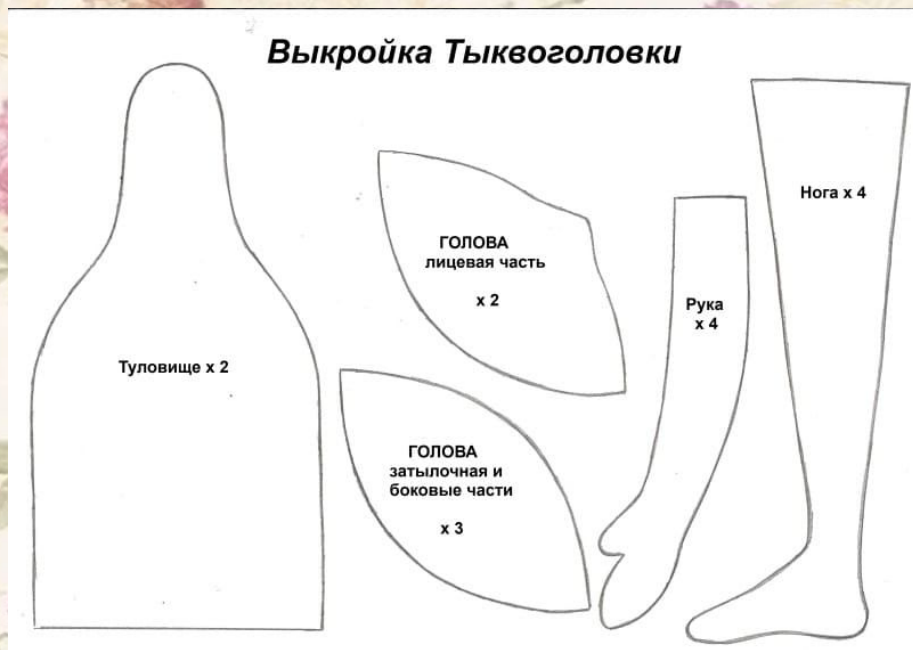 Выкройка Тыквоголовки
Туловище х 2
ГОЛОВА
лицевая часть
х 2
ГОЛОВА
затылочная и
боковые части
х 3
Рука
х 4
Нога х 4